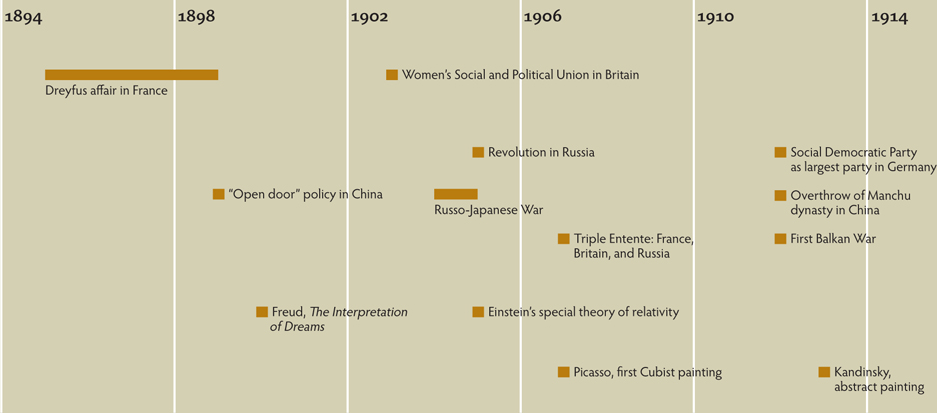 1894 1898 1902 1906 1910 1914
Women's Social and Political Union in Britain
Dreyfus affair in France
Revolution in Russia
Social Democratic Party
as largest party in Germany
"Open door" policy in China
Russo-Japanese War
Overthrow of Manchu
dynasty in China
Triple Entente: France,
Britain, and Russia
First Balkan War
Freud, The Interpretation
of Dreams
Einstein's special theory of relativity
Picasso, first Cubist painting
Kandinsky,
abstract painting